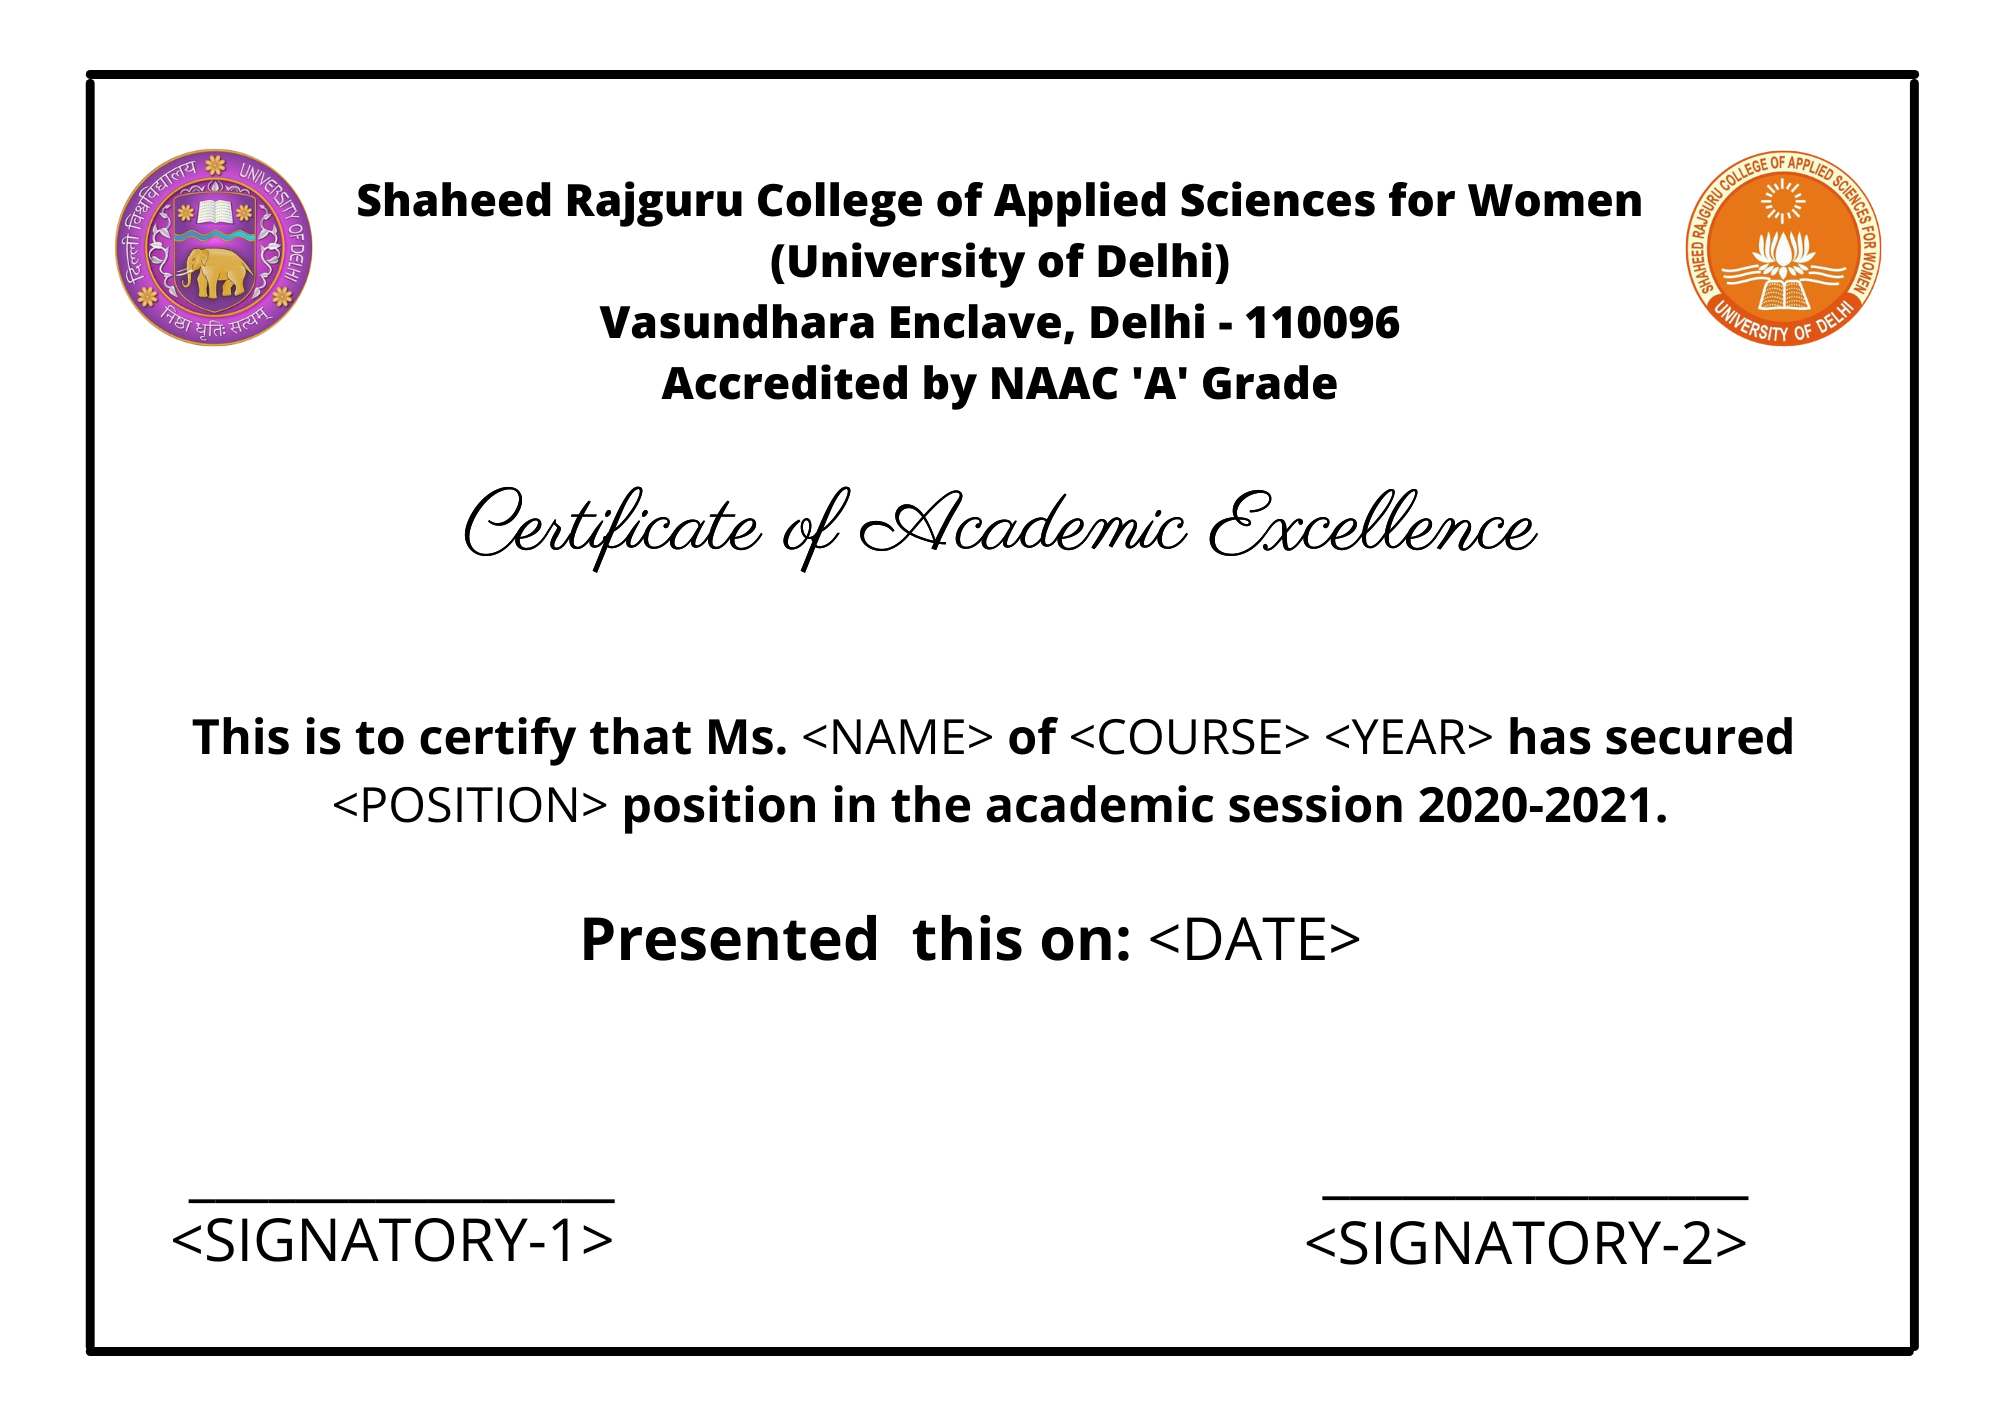 दिल्ली विश्वविद्यालय
UNIVERSITY OF DELHI
निष्ठा धृतिः सत्यम्
Shaheed Rajguru College of Applied Sciences for Women
(University of Delhi)
Vasundhara Enclave, Delhi - 110096
Accredited by NAAC 'A' Grade
SHAHEED RAJGURU COLLEGE OF APPLIED SCIENCES FOR WOMEN
UNIVERSITY OF DELHI
Certificate of Academic Excellence
This is to certify that Ms. <NAME> of <COURSE> <YEAR> has secured
<POSITION> position in the academic session 2020-2021.
Presented  this on: <DATE>
<SIGNATORY-1>
<SIGNATORY-2>